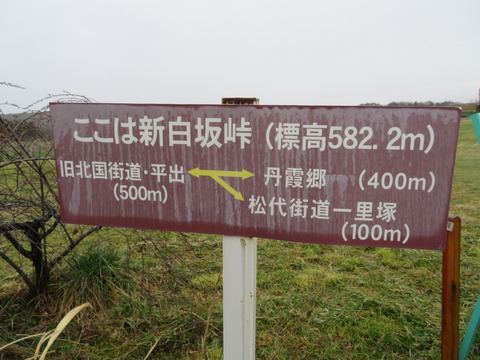 ここは新白坂峠(標高582.2m)
旧北国街道・平出 丹霞郷 (400m)
(500m) 松代街道一里塚
(100m)